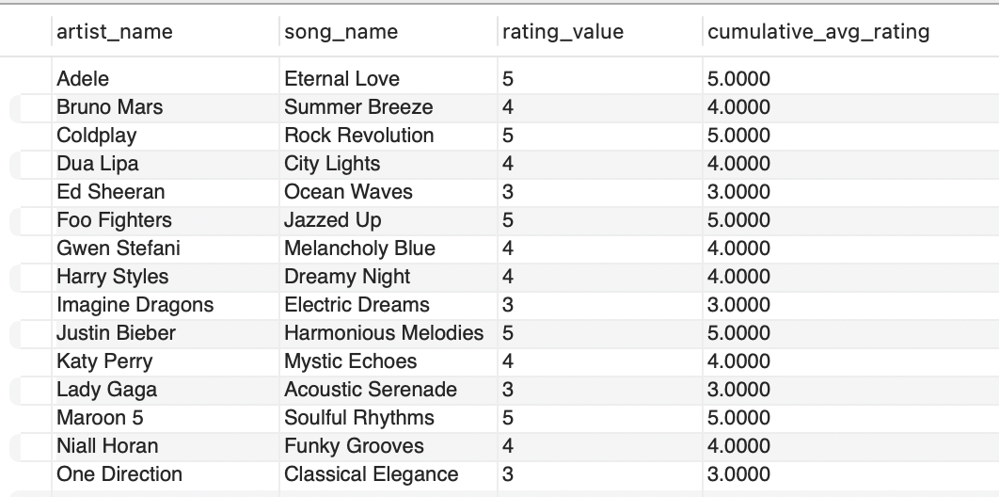 artist_name song_name rating_value cumulative_avg_rating
Adele Eternal Love 5 5.0000
Bruno Mars Summer Breeze 4 4.0000
Coldplay Rock Revolution 5 5.0000
Dua Lipa City Lights 4 4.0000
Ed Sheeran Ocean Waves 3 3.0000
Foo Fighters Jazzed Up 5 5.0000
Gwen Stefani Melancholy Blue 4 4.0000
Harry Styles Dreamy Night 4 4.0000
Imagine Dragons Electric Dreams 3 3.0000
Justin Bieber Harmonious Melodies 5 5.0000
Katy Perry Mystic Echoes 4 4.0000
Lady Gaga Acoustic Serenade 3 3.0000
Maroon 5 Soulful Rhythms 5 5.0000
Niall Horan Funky Grooves 4 4.0000
One Direction Classical Elegance 3 3.0000